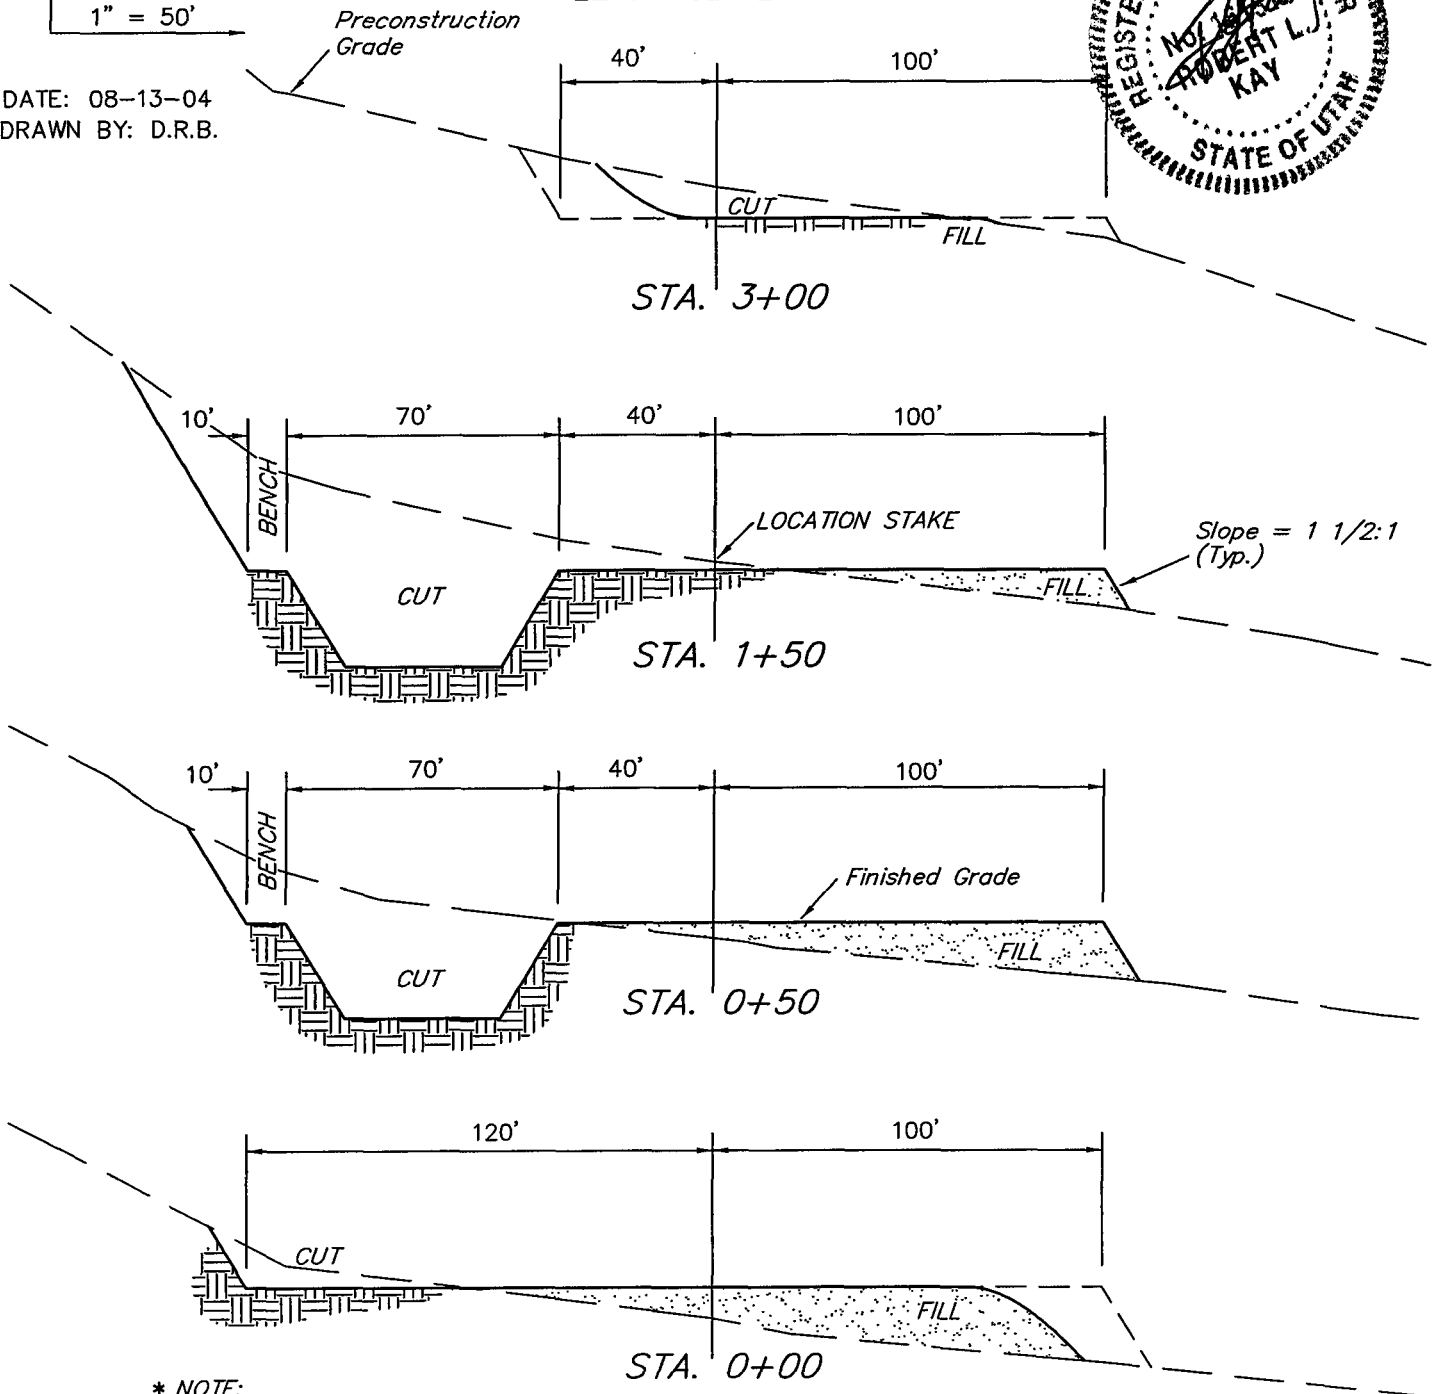 1" = 50'
Preconstruction
Grade
DATE: 08-13-04
DRAWN BY: D.R.B.
40'
100'
No.
ROBERT L.
KAY
STATE OF UTAH
CUT
FILL
STA. 3+00
10'
70'
40'
100'
BENCH
LOCATION STAKE
Slope = 1 1/2:1
(Typ.)
CUT
FILL
STA. 1+50
10'
70'
40'
100'
BENCH
Finished Grade
CUT
FILL
STA. 0+50
120'
100'
CUT
FILL
STA. 0+00
* NOTE: